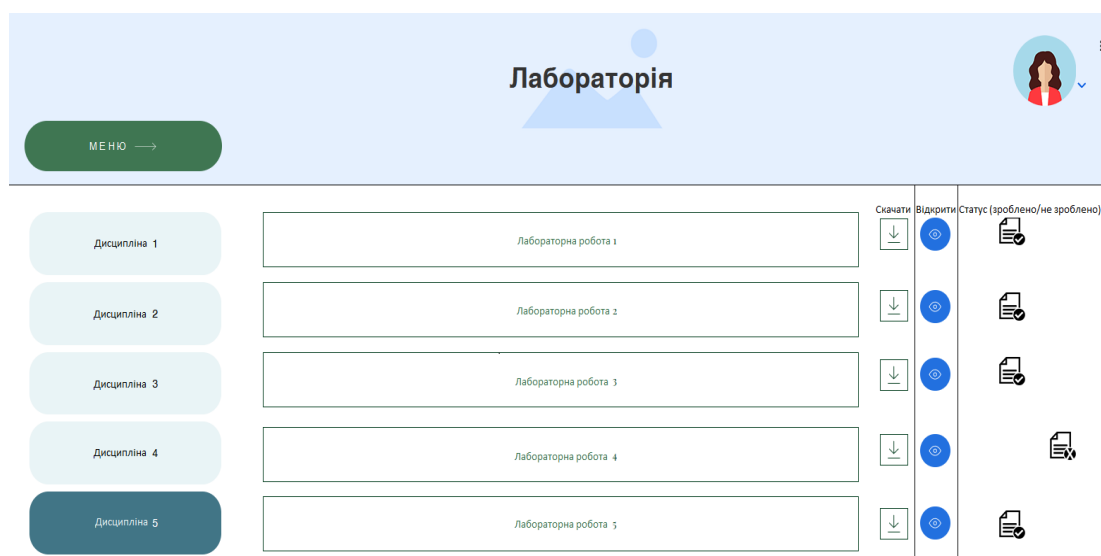 Лабораторія
МЕНЮ
Скачати Відкрити Статус (зроблено/не зроблено)
Дисципліна 1
Лабораторна робота 1
Дисципліна 2
Лабораторна робота 2
Дисципліна 3
Лабораторна робота 3
Дисципліна 4
Лабораторна робота 4
Дисципліна 5
Лабораторна робота 5